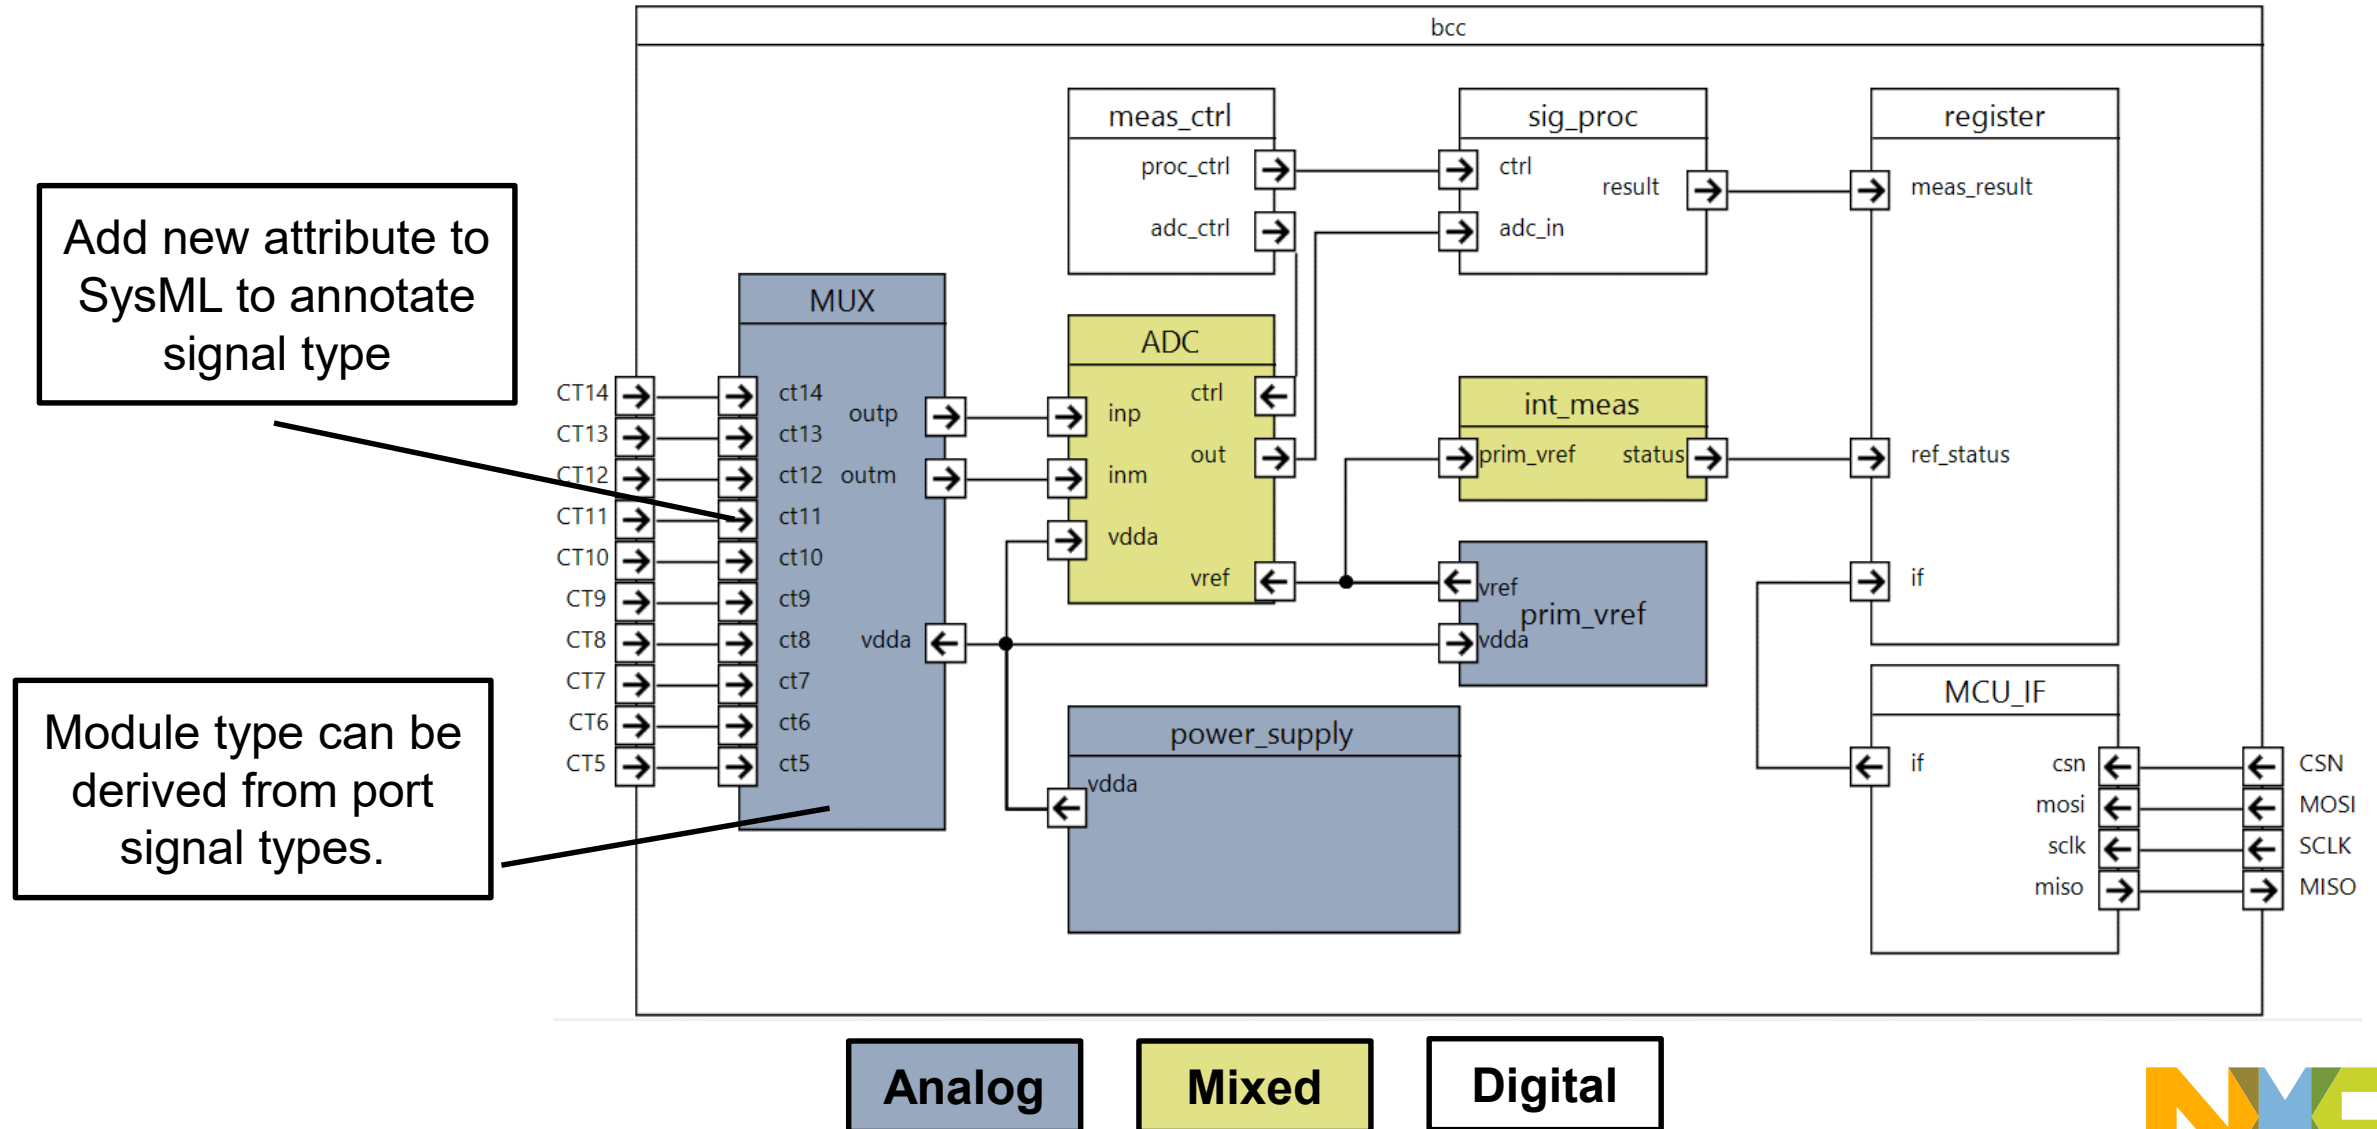 bcc
Add new attribute to
SysML to annotate
signal type
Module type can be
derived from port
signal types.
CT14
CT13
CT12
CT11
CT10
CT9
CT8
CT7
CT6
CT5
MUX
ct14
ct13
ct12
ct11
ct10
ct9
ct8
ct7
ct6
ct5
outp
outm
vdda
meas_ctrl
proc_ctrl
adc_ctrl
ADC
inp
inm
vdda
ctrl
out
vref
power_supply
vdda
sig_proc
ctrl
adc_in
result
int_meas
prim_vref
status
vref
prim_vref
vdda
register
meas_result
ref_status
if
MCU_IF
if
csn
mosi
sclk
miso
CSN
MOSI
SCLK
MISO
Analog
Mixed
Digital